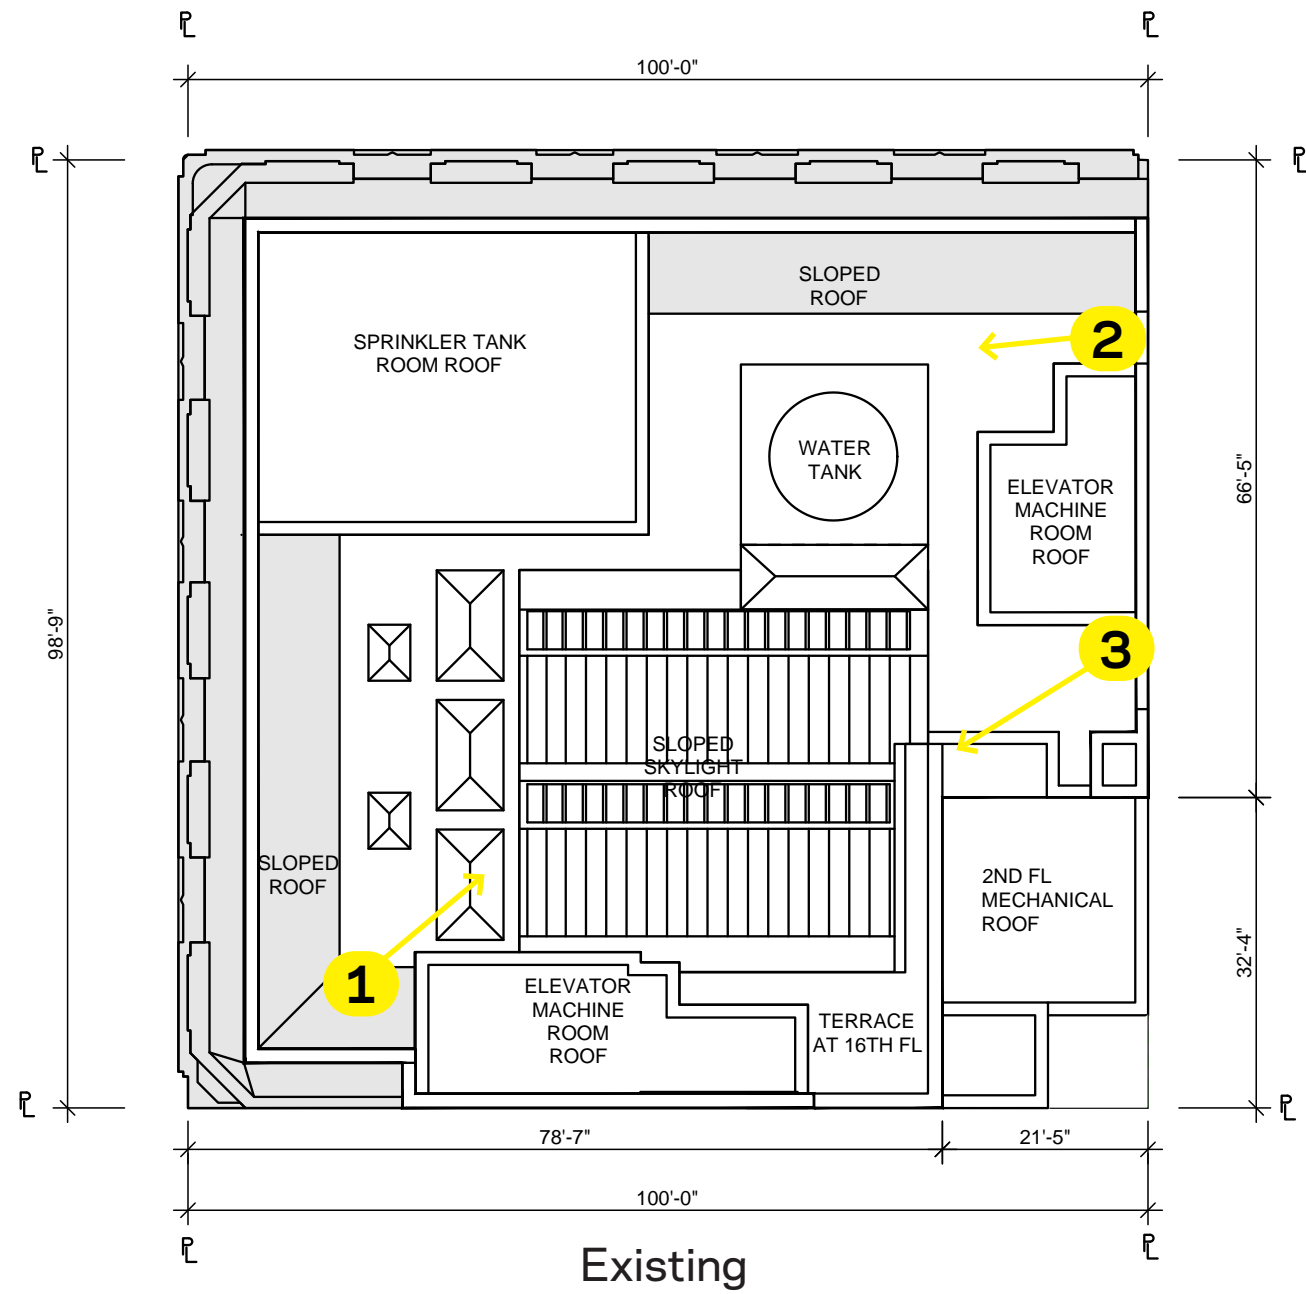 PL
PL
100'-0"
PL
PL
SLOPED
ROOF
2
SPRINKLER TANK
ROOM ROOF
WATER
TANK
ELEVATOR
MACHINE
ROOM
ROOF
66'-5"
98'-9"
3
SLOPED
SKYLIGHT
ROOF
SLOPED
ROOF
2ND FL
MECHANICAL
ROOF
32'-4"
1
ELEVATOR
MACHINE
ROOM
ROOF
TERRACE
AT 16TH FL
PL
PL
78'-7"
21'-5"
100'-0"
PL
PL
Existing